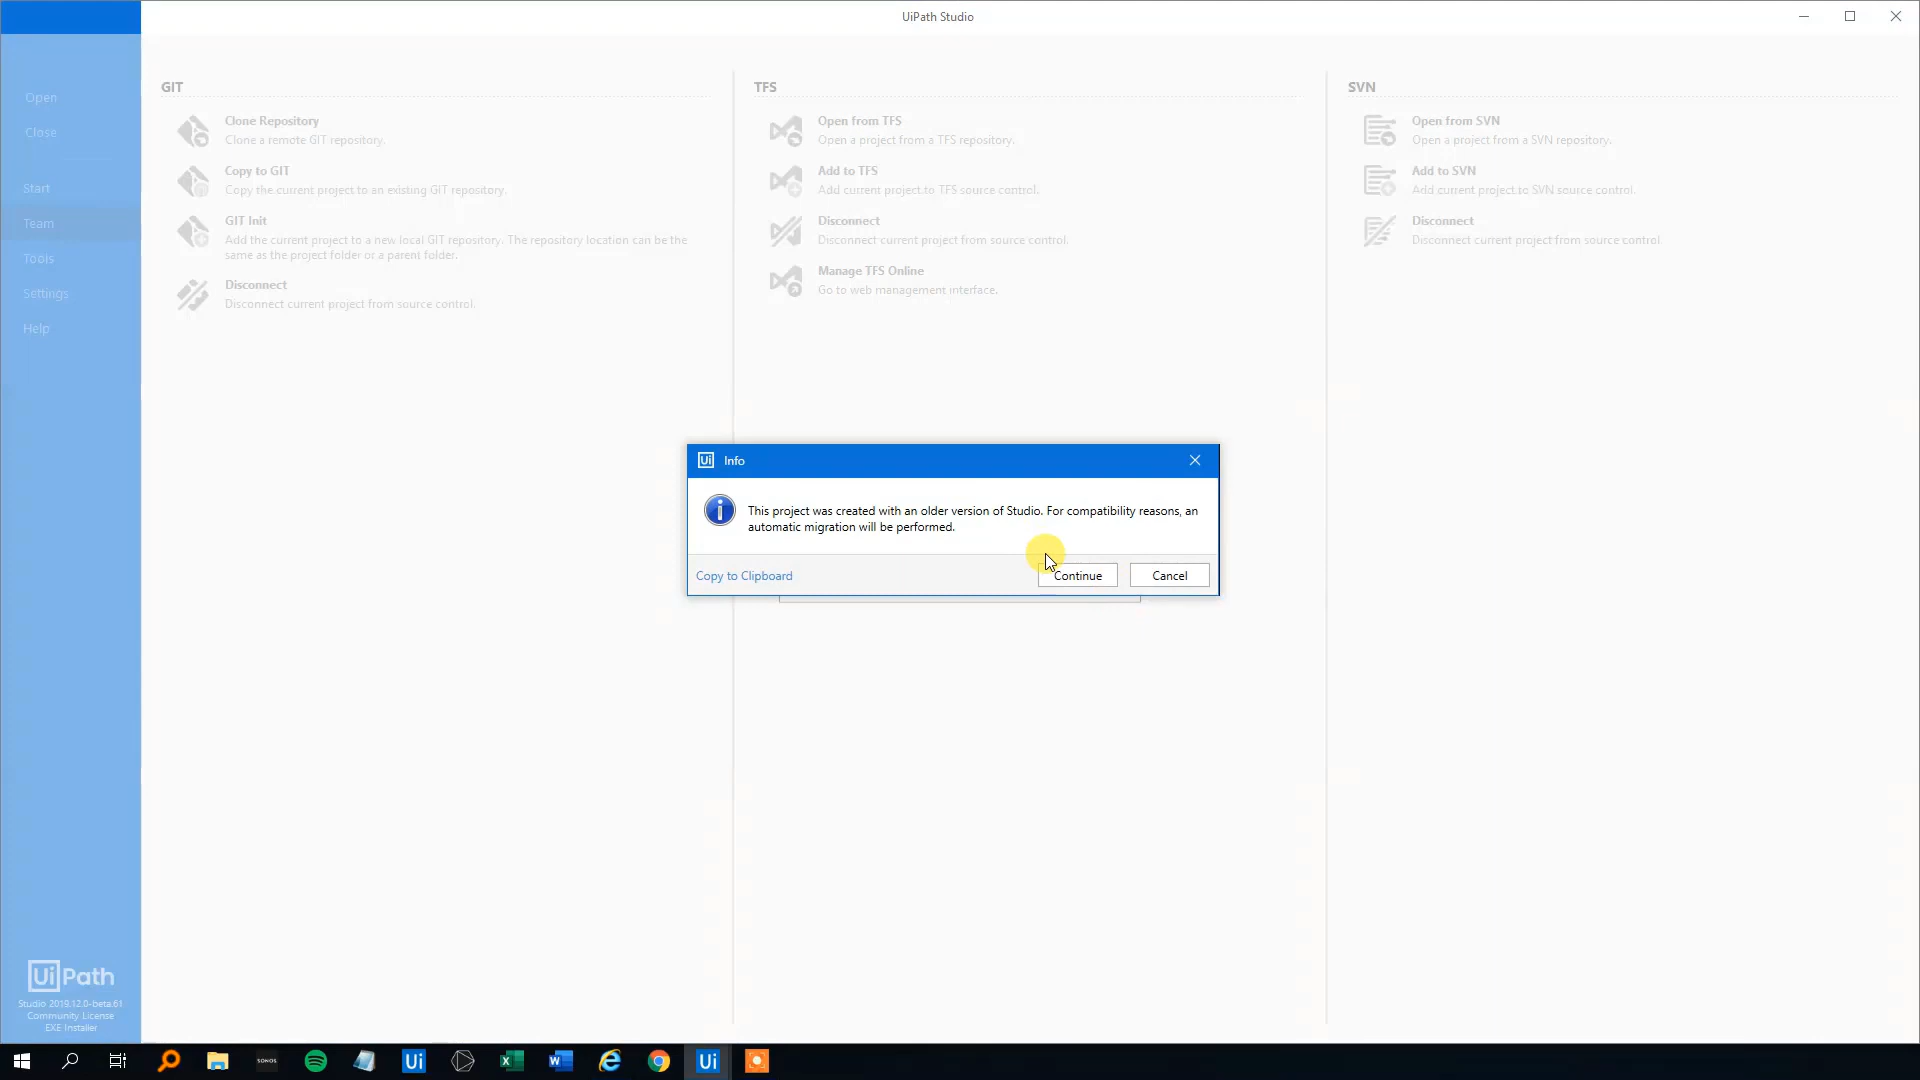 UiPath Studio
Open
Close
Start
Team
Tools
Settings
Help
GIT
Clone Repository
Clone a remote GIT repository.
Copy to GIT
Copy the current project to an existing GIT repository.
GIT Init
Add the current project to a new local GIT repository. The repository location can be the
same as the project folder or a parent folder.
Disconnect
Disconnect current project from source control.
TFS
Open from TFS
Open a project from a TFS repository.
Add to TFS
Add current project to TFS source control.
Disconnect
Disconnect current project from source control.
Manage TFS Online
Go to web management interface.
SVN
Open from SVN
Open a project from a SVN repository.
Add to SVN
Add current project to SVN source control.
Disconnect
Disconnect current project from source control.
Ui Info
This project was created with an older version of Studio. For compatibility reasons, an
automatic migration will be performed.
Copy to Clipboard
Continue
Cancel
UiPath
Studio 2019.12.0-beta.61
Community License
EXE Installer
SONOS
Ui
Ui